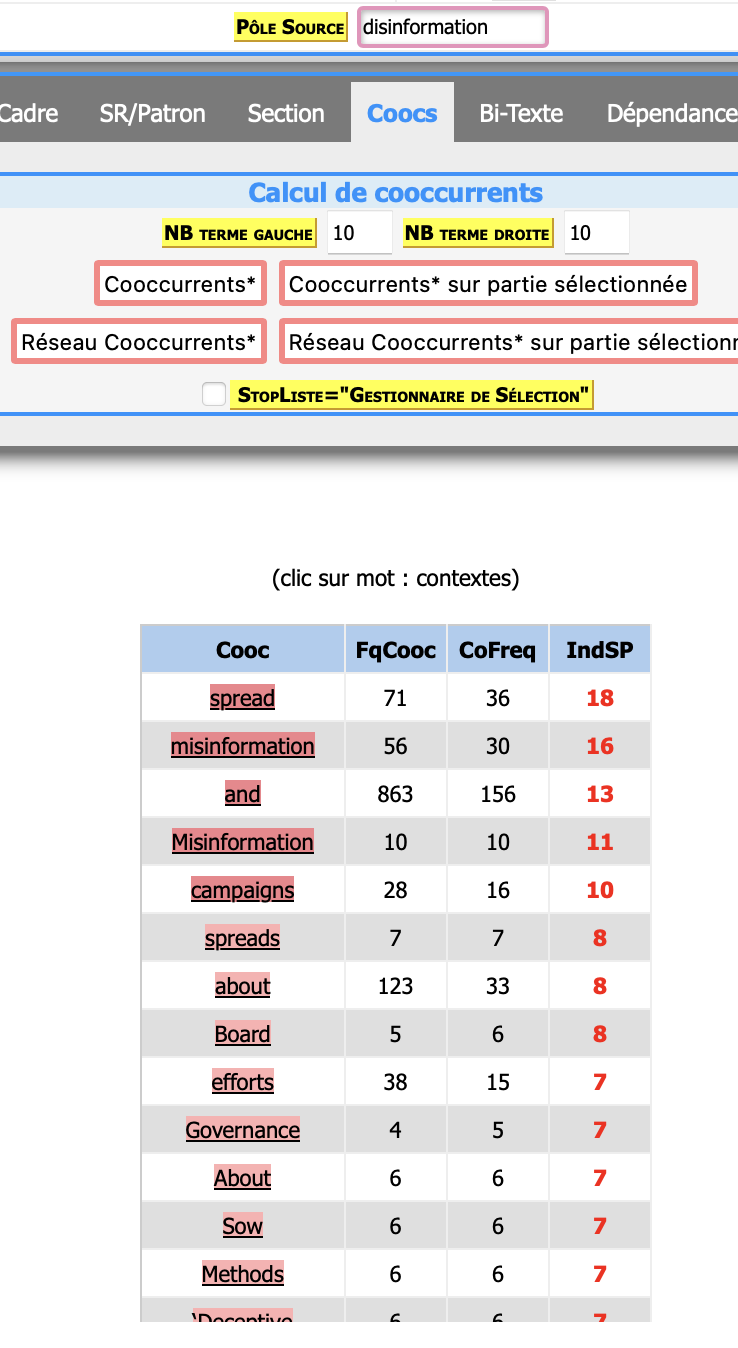 Pôle Source disinformation
Cadre SR/Patron Section Coocs Bi-Texte Dépendance
Calcul de cooccurrents
NB terme gauche 10 NB terme droite 10
Cooccurrents* Cooccurrents* sur partie sélectionnée
Réseau Cooccurrents* Réseau Cooccurrents* sur partie sélectionn
StopListe="Gestionnaire de Sélection"
(clic sur mot : contextes)
Cooc FqCooc CoFreq IndSP
spread 71 36 18
misinformation 56 30 16
and 863 156 13
Misinformation 10 10 11
campaigns 28 16 10
spreads 7 7 8
about 123 33 8
Board 5 6 8
efforts 38 15 7
Governance 4 5 7
About 6 6 7
Sow 6 6 7
Methods 6 6 7
‘Deceptive 6 6 7